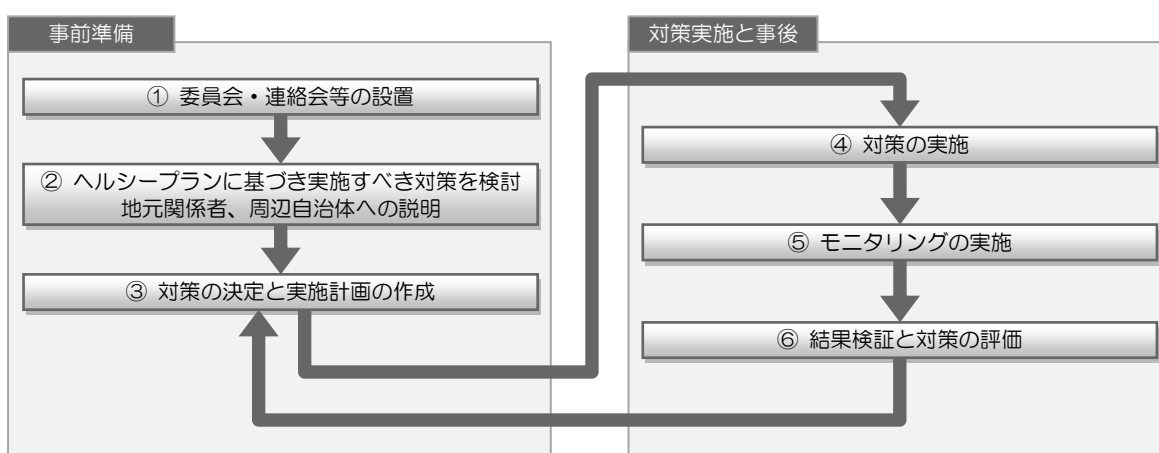 事前準備
① 委員会・連絡会等の設置
② ヘルシープランに基づき実施すべき対策を検討
地元関係者、周辺自治体への説明
③ 対策の決定と実施計画の作成
対策実施と事後
④ 対策の実施
⑤ モニタリングの実施
⑥ 結果検証と対策の評価